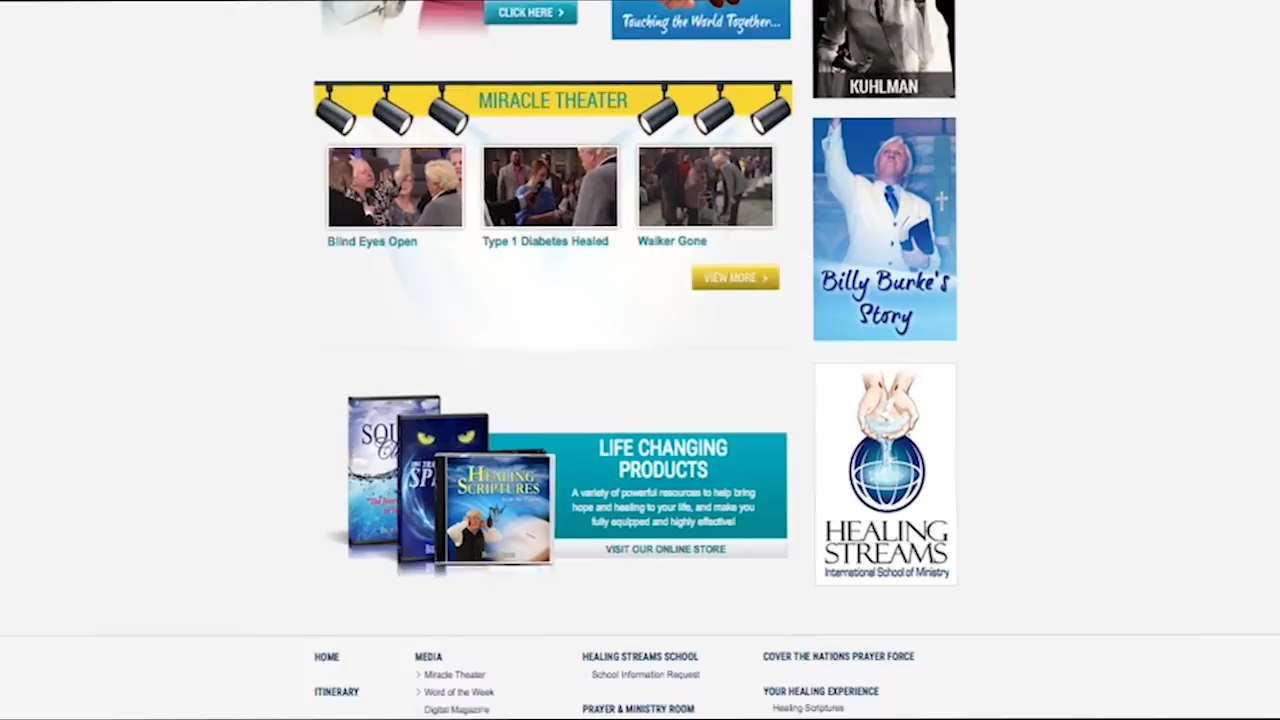 CLICK HERE >
Touching the World Together...
KUHLMAN
MIRACLE THEATER
Blind Eyes Open
Type 1 Diabetes Healed
Walker Gone
VIEW MORE >
Billy Burke's
Story
HEALING
SCRIPTURES
LIFE CHANGING
PRODUCTS
A variety of powerful resources to help bring
hope and healing to your life, and make you
fully equipped and highly effective!
VISIT OUR ONLINE STORE
HEALING
STREAMS
International School of Ministry
HOME
ITINERARY
MEDIA
> Miracle Theater
> Word of the Week
Digital Magazine
HEALING STREAMS SCHOOL
School Information Request
PRAYER & MINISTRY ROOM
COVER THE NATIONS PRAYER FORCE
YOUR HEALING EXPERIENCE
Healing Scriptures